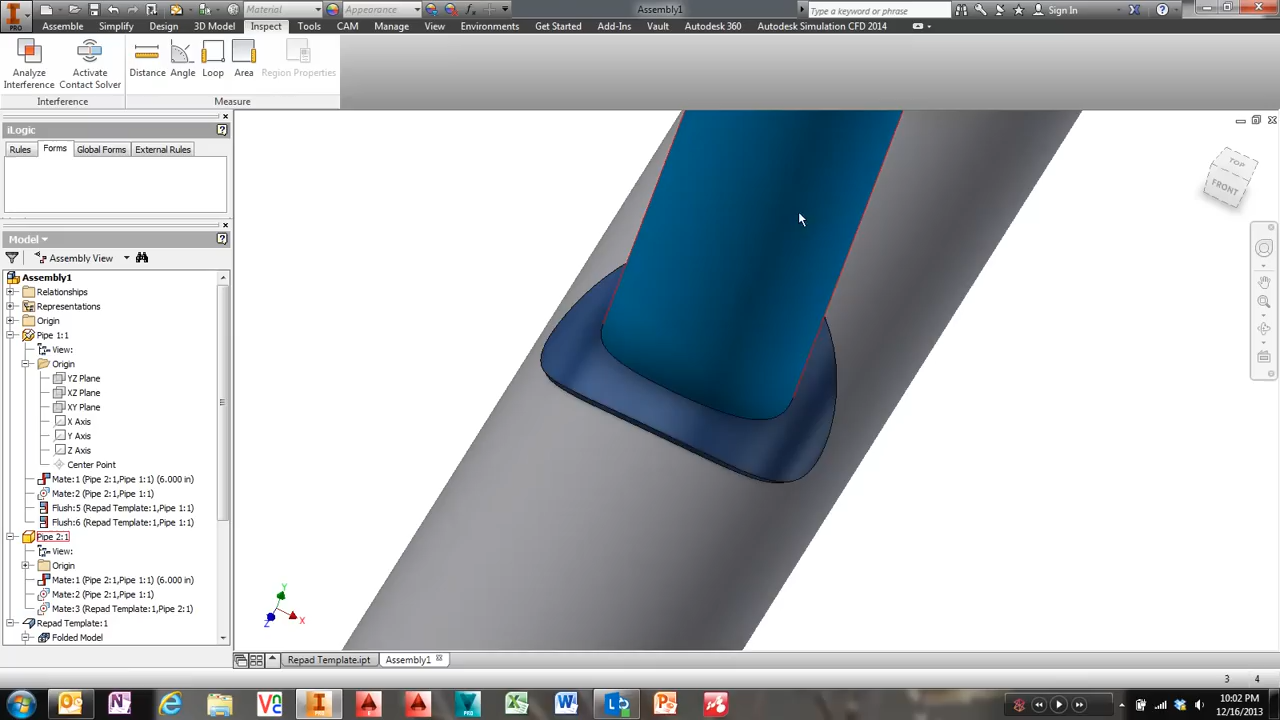 Material
Appearance
Assembly1
Type a keyword or phrase
Sign In
PRO
Assemble
Simplify
Design
3D Model
Inspect
Tools
CAM
Manage
View
Environments
Get Started
Add-Ins
Vault
Autodesk 360
Autodesk Simulation CFD 2014
Analyze Interference
Activate Contact Solver
Distance
Angle
Loop
Area
Region Properties
Interference
Measure
iLogic
Rules
Forms
Global Forms
External Rules
Model
Assembly View
Assembly1
Relationships
Representations
Origin
Pipe 1:1
View:
Origin
YZ Plane
XZ Plane
XY Plane
X Axis
Y Axis
Z Axis
Center Point
Mate:1 (Pipe 2:1,Pipe 1:1) (6.000 in)
Mate:2 (Pipe 2:1,Pipe 1:1)
Flush:5 (Repad Template:1,Pipe 1:1)
Flush:6 (Repad Template:1,Pipe 1:1)
Pipe 2:1
View:
Origin
Mate:1 (Pipe 2:1,Pipe 1:1) (6.000 in)
Mate:2 (Pipe 2:1,Pipe 1:1)
Mate:3 (Repad Template:1,Pipe 2:1)
Repad Template:1
Folded Model
TOP
FRONT
Y
X
Z
Repad Template.ipt
Assembly1
3 4
10:02 PM
12/16/2013